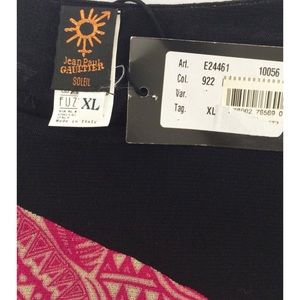 Jean Paul
GAULTIER
SOLEIL
FUZ XL
Made in Italy
Art. E24461 10056
Col. 922
Var.
Tag. XL